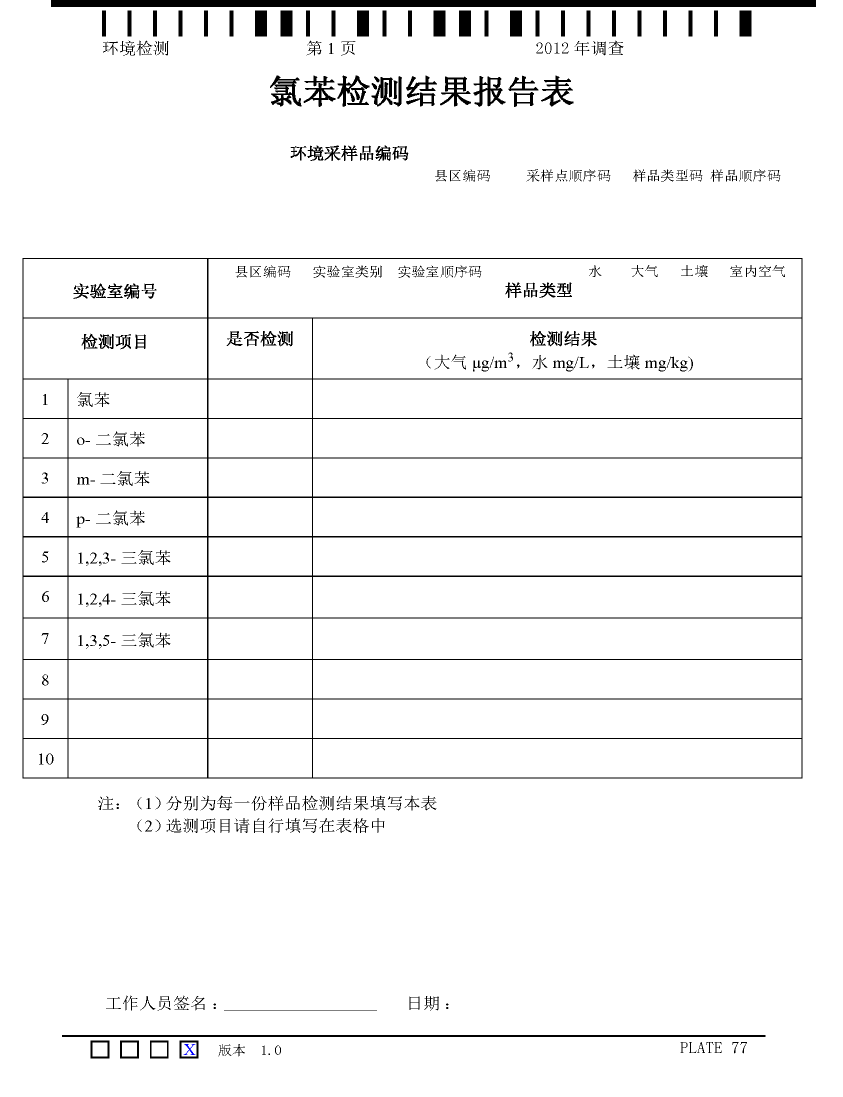 环境检测 第 1 页 2012 年调查
氯苯检测结果报告表
环境采样品编码
县区编码 采样点顺序码 样品类型码 样品顺序码
县区编码 实验室类别 实验室顺序码 水 大气 土壤 室内空气
实验室编号 样品类型
检测项目 是否检测 检测结果
（大气 μg/m³，水 mg/L，土壤 mg/kg)
1 氯苯
2 o- 二氯苯
3 m- 二氯苯
4 p- 二氯苯
5 1,2,3- 三氯苯
6 1,2,4- 三氯苯
7 1,3,5- 三氯苯
8
9
10
注：（1）分别为每一份样品检测结果填写本表
（2）选测项目请自行填写在表格中
工作人员签名：__________________ 日期：
X 版本 1.0 PLATE 77